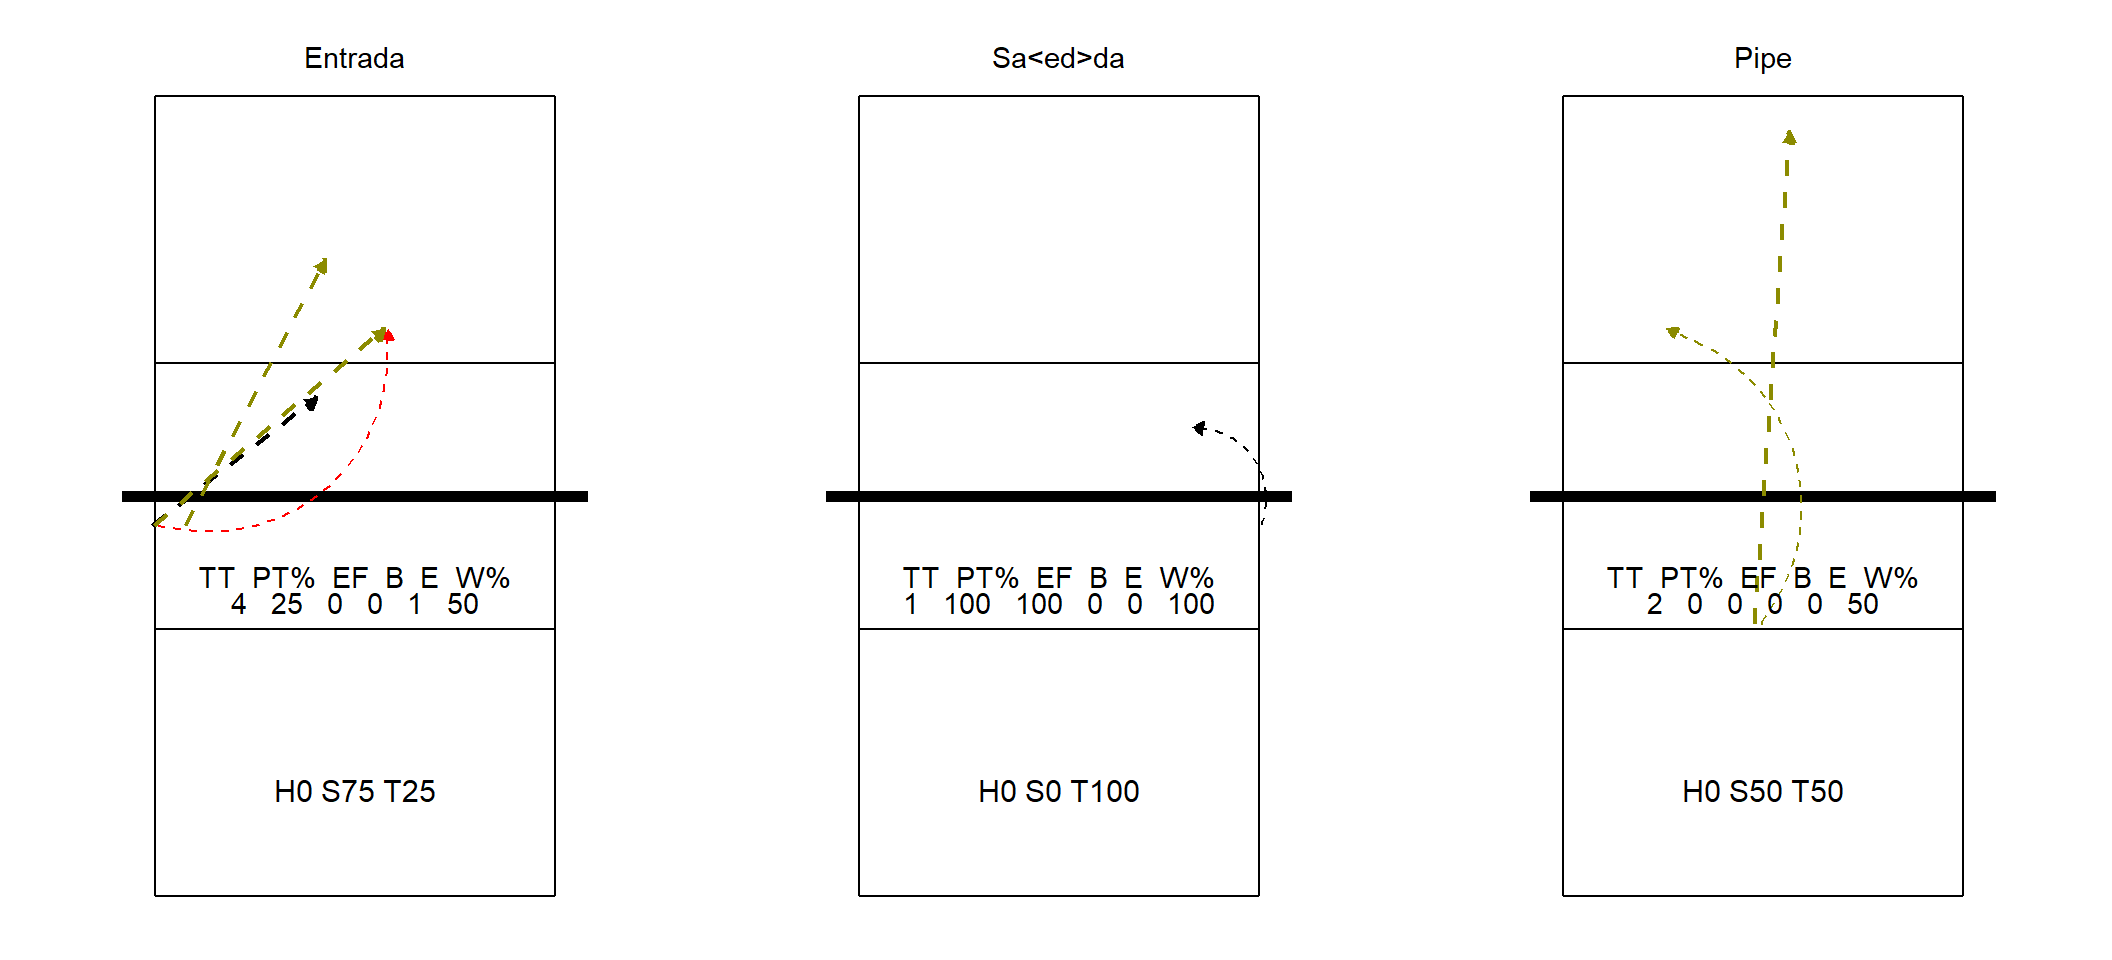 Entrada
TT PT% EF B E W%
4 25 0 0 1 50
H0 S75 T25
Sa<ed>da
TT PT% EF B E W%
1 100 100 0 0 100
H0 S0 T100
Pipe
TT PT% EF B E W%
2 0 0 0 0 50
H0 S50 T50